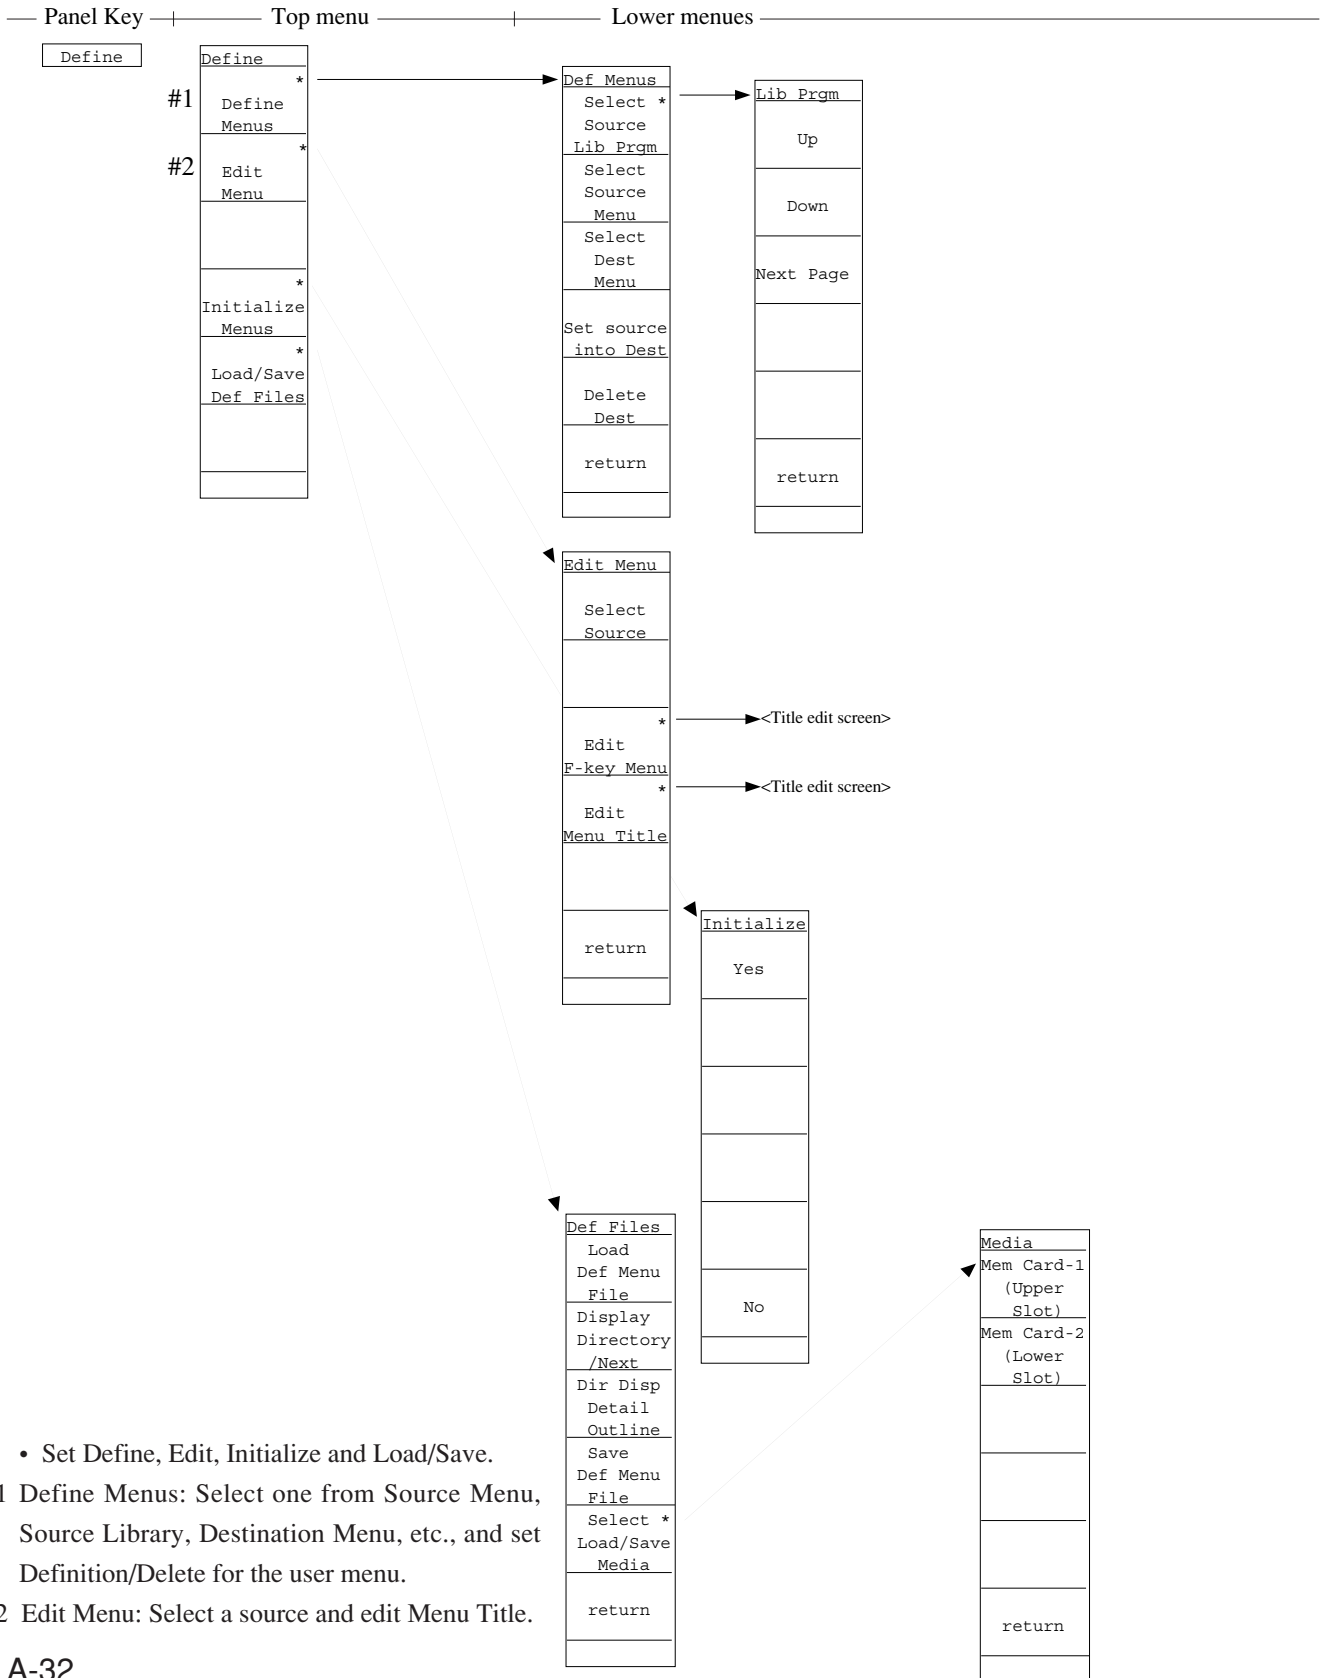 Panel Key Top menu Lower menues
Define
Define
*
#1 Define
Menus
*
#2 Edit
Menu
*
Initialize
Menus
*
Load/Save
Def Files
Def Menus
Select *
Source
Lib Prgm
Select
Source
Menu
Select
Dest
Menu
Set source
into Dest
Delete
Dest
return
Lib Prgm
Up
Down
Next Page
return
Edit Menu
Select
Source
* <Title edit screen>
Edit
F-key Menu
* <Title edit screen>
Edit
Menu Title
return
Initialize
Yes
No
Def Files
Load
Def Menu
File
Display
Directory
/Next
Dir Disp
Detail
Outline
Save
Def Menu
File
Select *
Load/Save
Media
return
Media
Mem Card-1
(Upper
Slot)
Mem Card-2
(Lower
Slot)
return
• Set Define, Edit, Initialize and Load/Save.
1 Define Menus: Select one from Source Menu,
Source Library, Destination Menu, etc., and set
Definition/Delete for the user menu.
2 Edit Menu: Select a source and edit Menu Title.
A-32